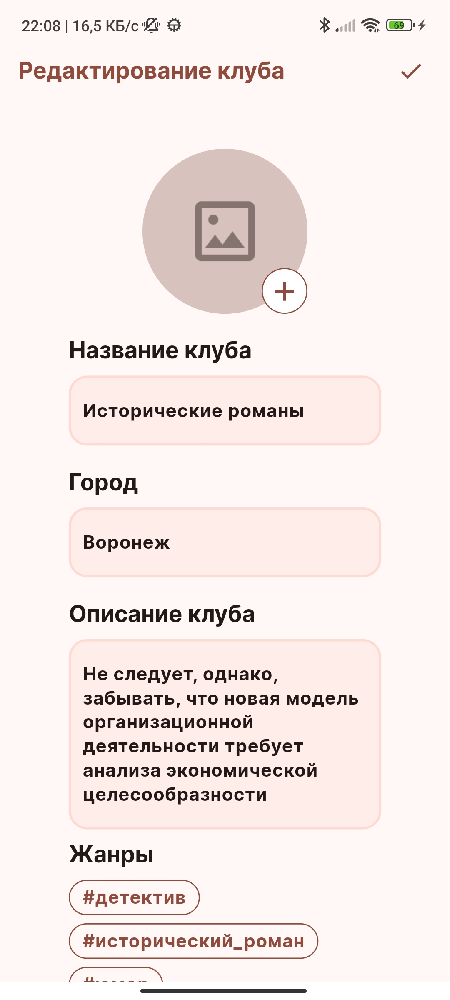 22:08 | 16,5 КБ/с
69
Редактирование клуба
Название клуба
Исторические романы
Город
Воронеж
Описание клуба
Не следует, однако,
забывать, что новая модель
организационной
деятельности требует
анализа экономической
целесообразности
Жанры
#детектив
#исторический_роман